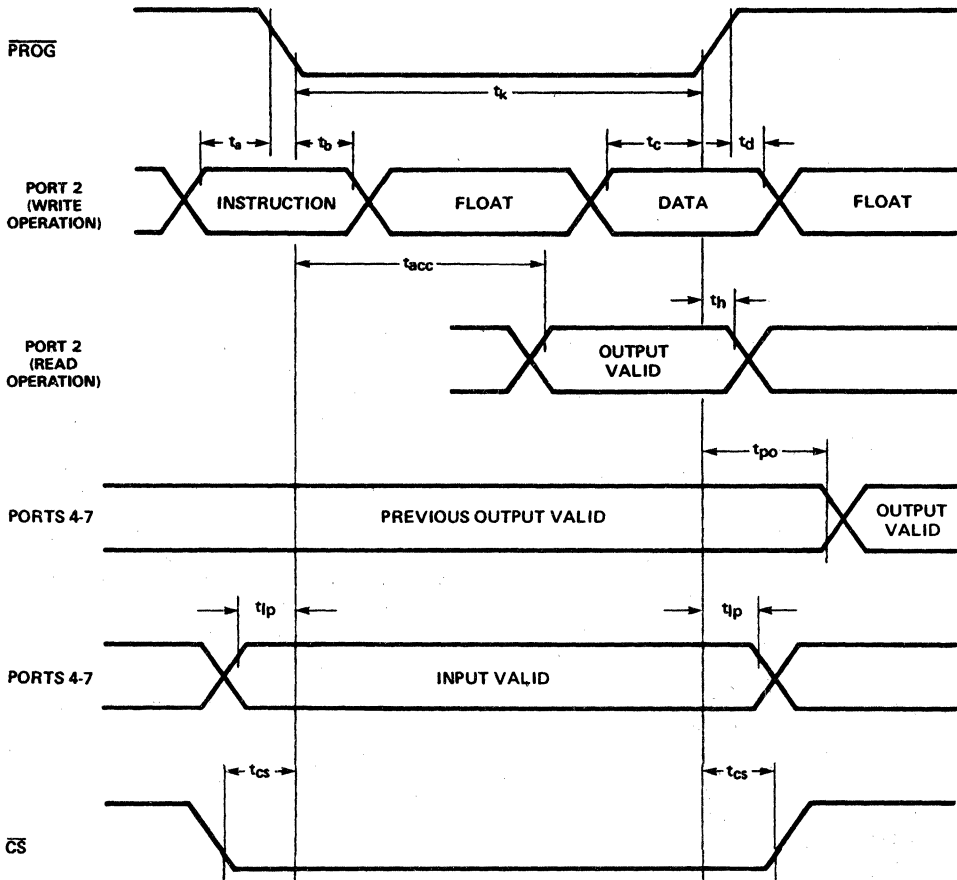 PROG
tk
ta
tb
tc
td
PORT 2
(WRITE
OPERATION)
INSTRUCTION
FLOAT
DATA
FLOAT
tacc
th
PORT 2
(READ
OPERATION)
OUTPUT
VALID
tpo
PORTS 4-7
PREVIOUS OUTPUT VALID
OUTPUT
VALID
tlp
tlp
PORTS 4-7
INPUT VALID
tcs
tcs
CS